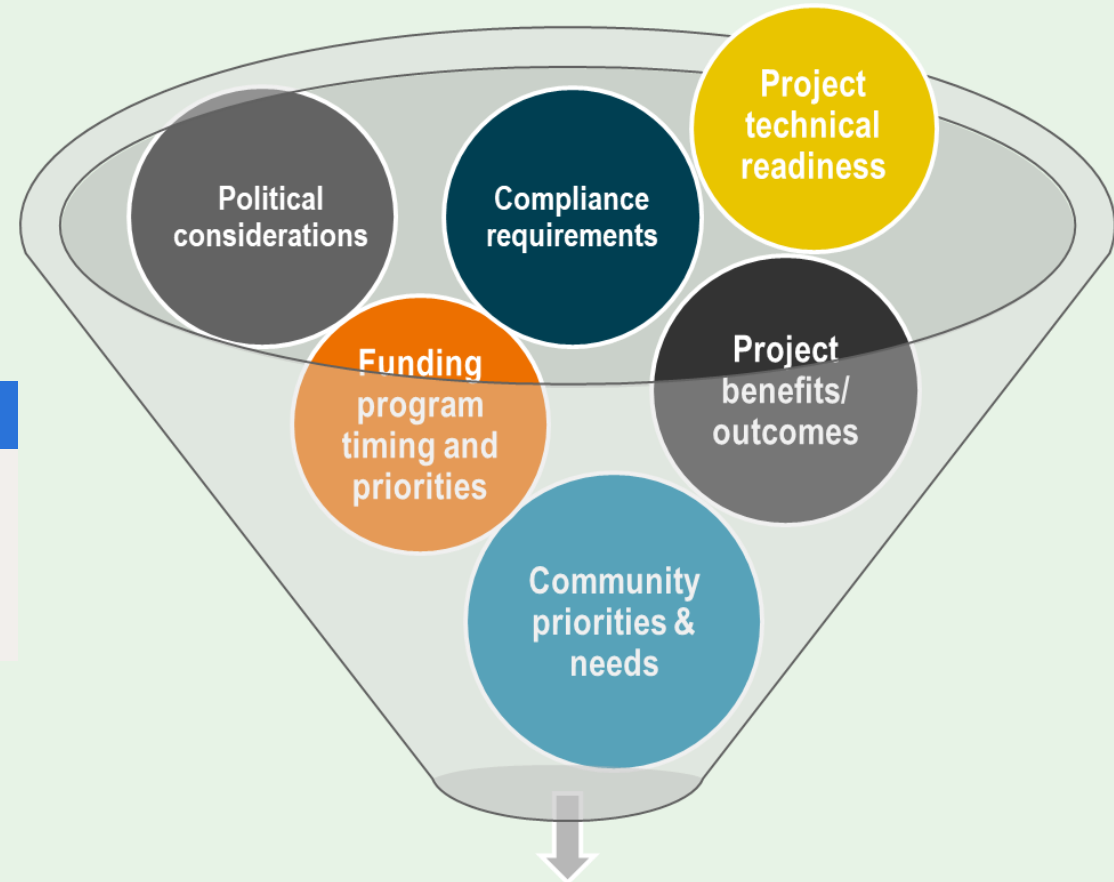 Project
technical
readiness
Political
considerations
Compliance
requirements
Funding
program
timing and
priorities
Project
benefits/
outcomes
Community
priorities &
needs